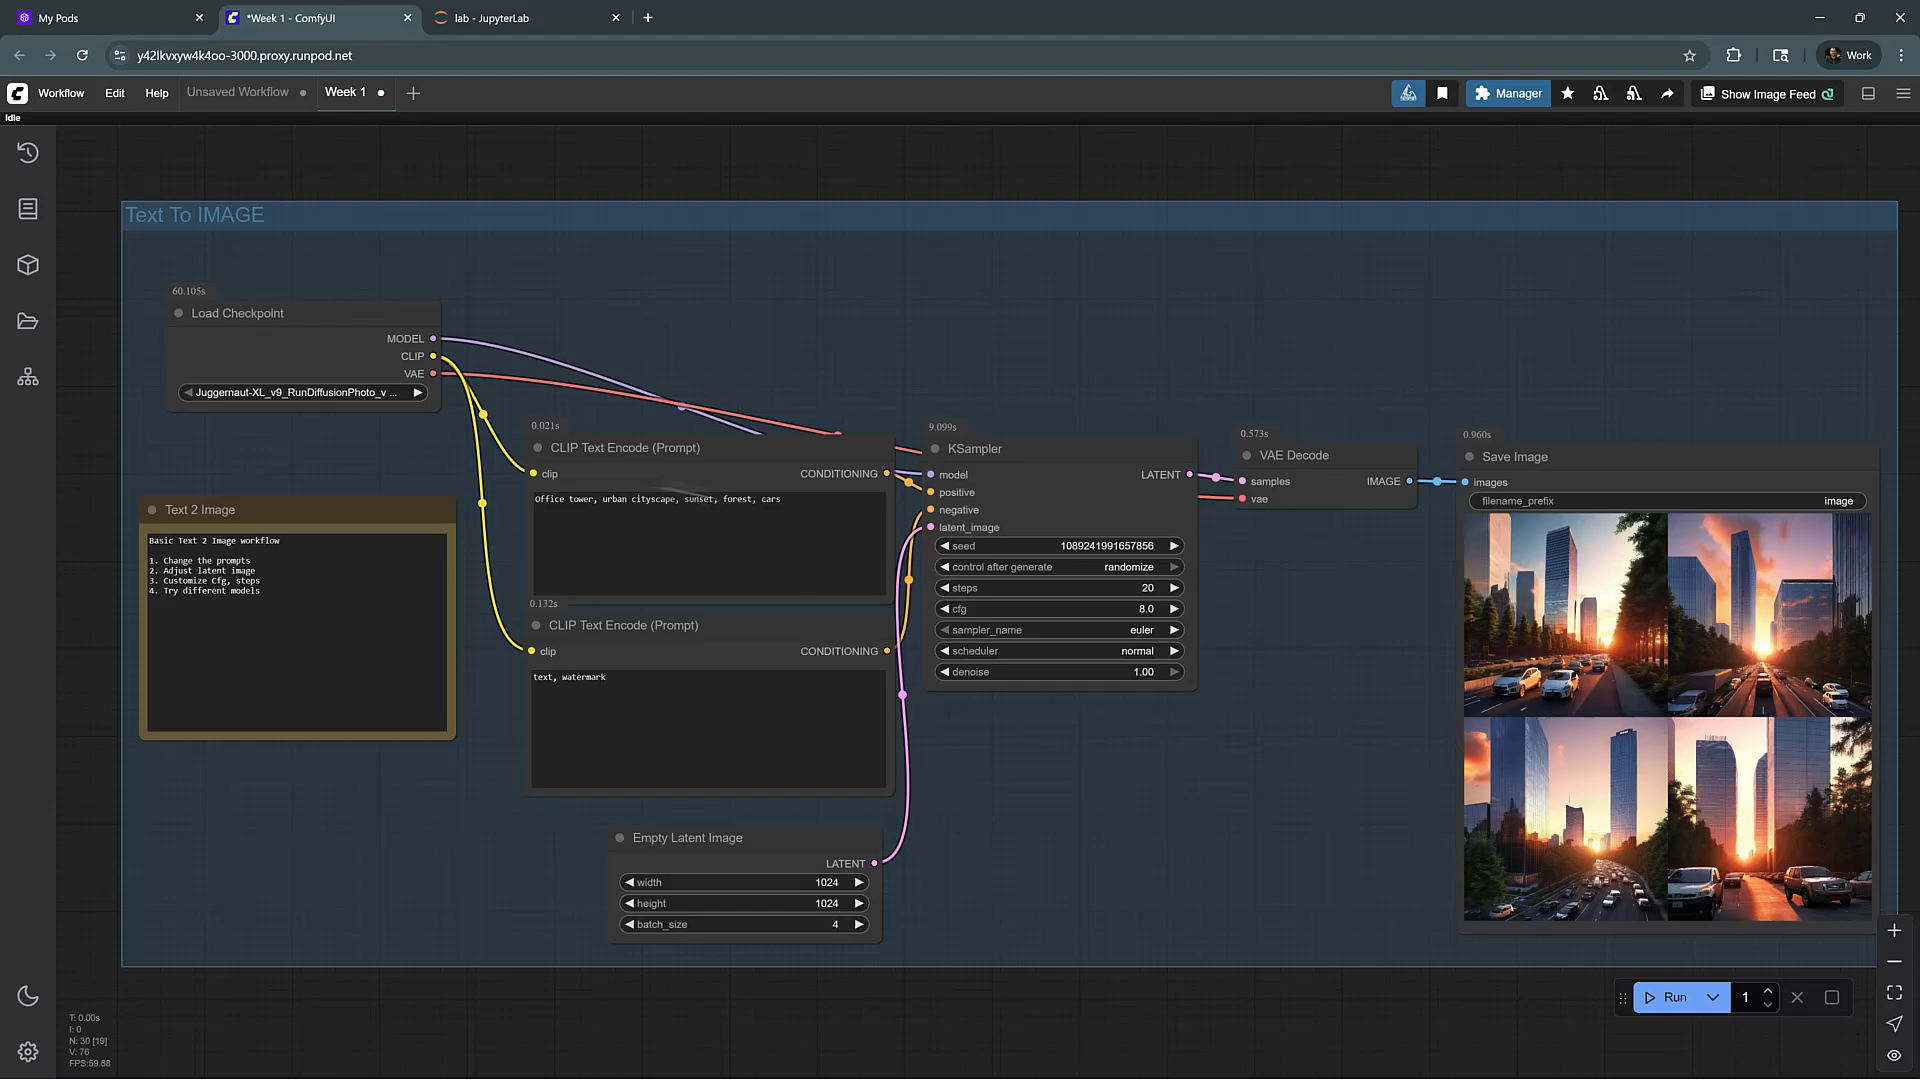 My Pods
*Week 1 - ComfyUI
lab - JupyterLab
y42lkvxyw4k4oo-3000.proxy.runpod.net
Work
Workflow
Edit
Help
Unsaved Workflow
Week 1
Manager
Show Image Feed
Idle
Text To IMAGE
60.105s
Load Checkpoint
MODEL
CLIP
VAE
Juggernaut-XL_v9_RunDiffusionPhoto_v ...
Text 2 Image
Basic Text 2 Image workflow
1. Change the prompts
2. Adjust latent image
3. Customize Cfg, steps
4. Try different models
0.021s
CLIP Text Encode (Prompt)
clip
CONDITIONING
Office tower, urban cityscape, sunset, forest, cars
0.132s
CLIP Text Encode (Prompt)
clip
CONDITIONING
text, watermark
Empty Latent Image
LATENT
width 1024
height 1024
batch_size 4
9.099s
KSampler
model
LATENT
positive
negative
latent_image
seed 1089241991657856
control after generate randomize
steps 20
cfg 8.0
sampler_name euler
scheduler normal
denoise 1.00
0.573s
VAE Decode
samples
IMAGE
vae
0.960s
Save Image
images
filename_prefix image
Run
1
T: 0.00s
I: 0
N: 30 [19]
V: 76
FPS:59.88